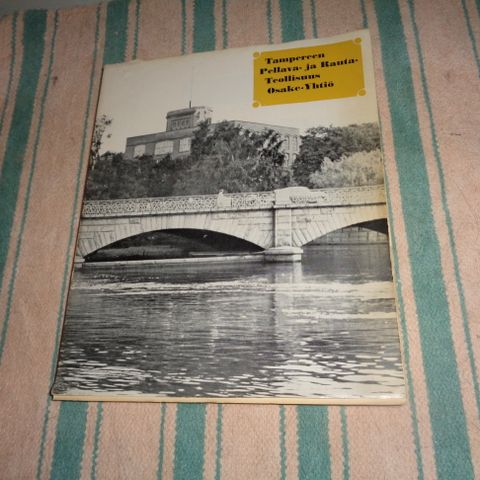 Tampereen
Pellava- ja Rauta-
Teollisuus
Osake-Yhtiö